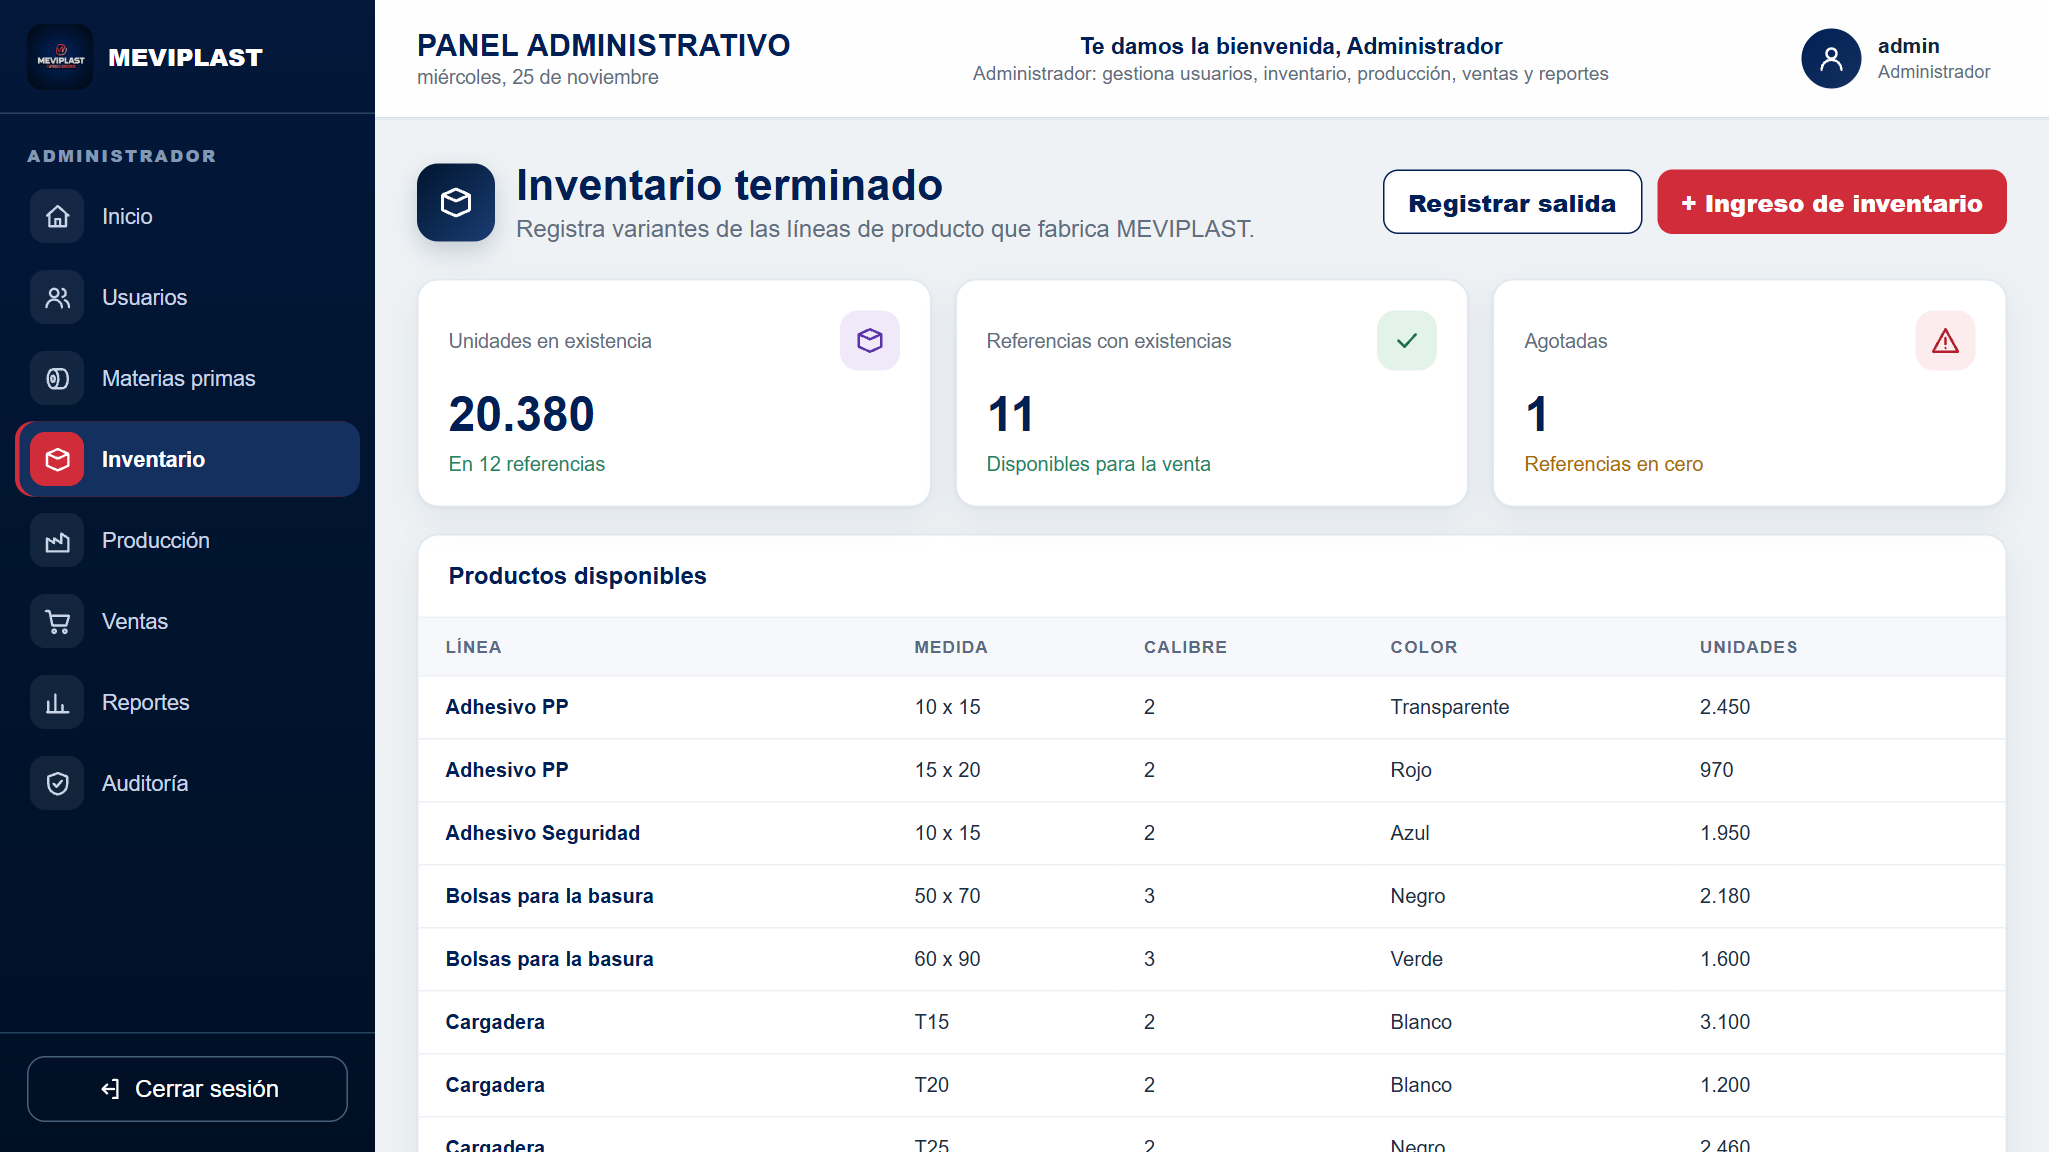 MEVIPLAST
MEVIPLAST
PANEL ADMINISTRATIVO
miércoles, 25 de noviembre
Te damos la bienvenida, Administrador
Administrador: gestiona usuarios, inventario, producción, ventas y reportes
admin
Administrador
ADMINISTRADOR
Inicio
Usuarios
Materias primas
Inventario
Producción
Ventas
Reportes
Auditoría
Cerrar sesión
Inventario terminado
Registra variantes de las líneas de producto que fabrica MEVIPLAST.
Registrar salida
+ Ingreso de inventario
Unidades en existencia
20.380
En 12 referencias
Referencias con existencias
11
Disponibles para la venta
Agotadas
1
Referencias en cero
Productos disponibles
LÍNEA MEDIDA CALIBRE COLOR UNIDADES
Adhesivo PP 10 x 15 2 Transparente 2.450
Adhesivo PP 15 x 20 2 Rojo 970
Adhesivo Seguridad 10 x 15 2 Azul 1.950
Bolsas para la basura 50 x 70 3 Negro 2.180
Bolsas para la basura 60 x 90 3 Verde 1.600
Cargadera T15 2 Blanco 3.100
Cargadera T20 2 Blanco 1.200
Cargadera T25 2 Negro 2.460